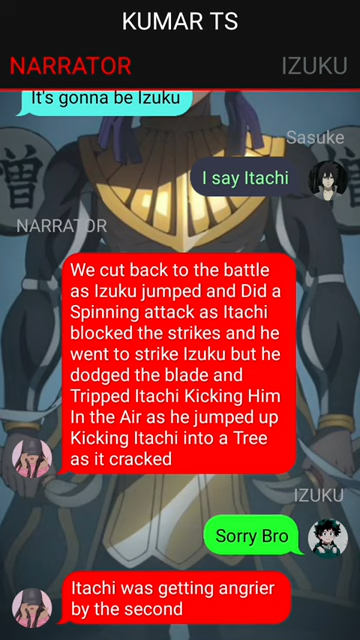 KUMAR TS
NARRATOR
IZUKU
It's gonna be Izuku
Sasuke
I say Itachi
NARRATOR
We cut back to the battle
as Izuku jumped and Did a
Spinning attack as Itachi
blocked the strikes and he
went to strike Izuku but he
dodged the blade and
Tripped Itachi Kicking Him
In the Air as he jumped up
Kicking Itachi into a Tree
as it cracked
IZUKU
Sorry Bro
Itachi was getting angrier
by the second